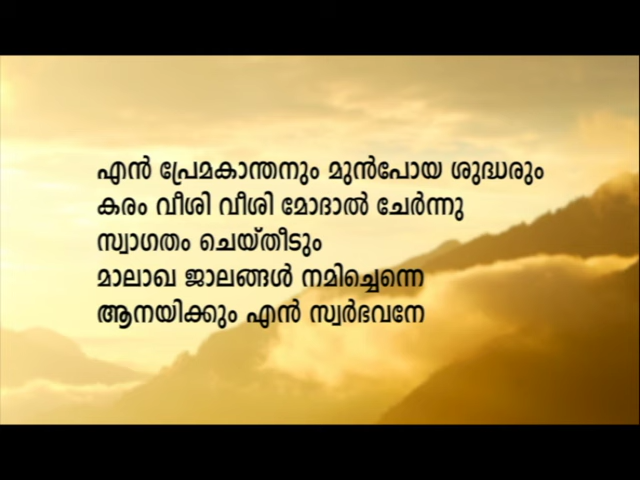 എൻ പ്രേമകാന്തനും മുൻപോയ ശുദ്ധരും
കരം വീശി വീശി മോദാൽ ചേർന്നു
സ്വാഗതം ചെയ്തീടും
മാലാഖ ജാലങ്ങൾ നമിച്ചെന്നെ
ആനയിക്കും എൻ സ്വർഭവനേ